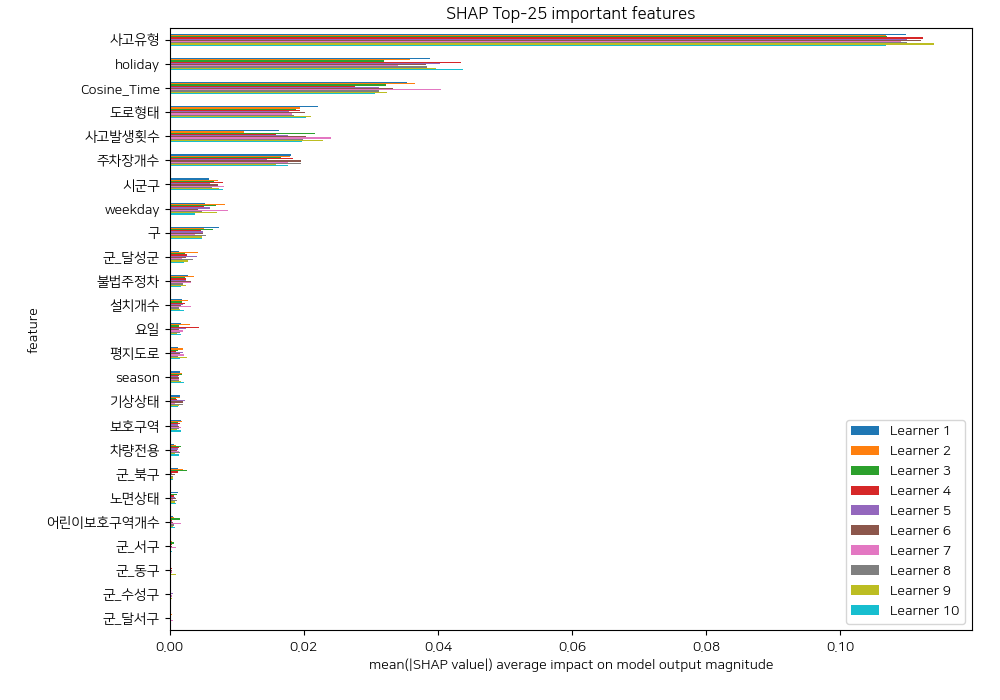 SHAP Top-25 important features
사고유형
holiday
Cosine_Time
도로형태
사고발생횟수
주차장개수
시군구
weekday
구
군_달성군
불법주정차
설치개수
요일
평지도로
season
기상상태
보호구역
차량전용
군_북구
노면상태
어린이보호구역개수
군_서구
군_동구
군_수성구
군_달서구
feature
Learner 1
Learner 2
Learner 3
Learner 4
Learner 5
Learner 6
Learner 7
Learner 8
Learner 9
Learner 10
0.00 0.02 0.04 0.06 0.08 0.10
mean(|SHAP value|) average impact on model output magnitude